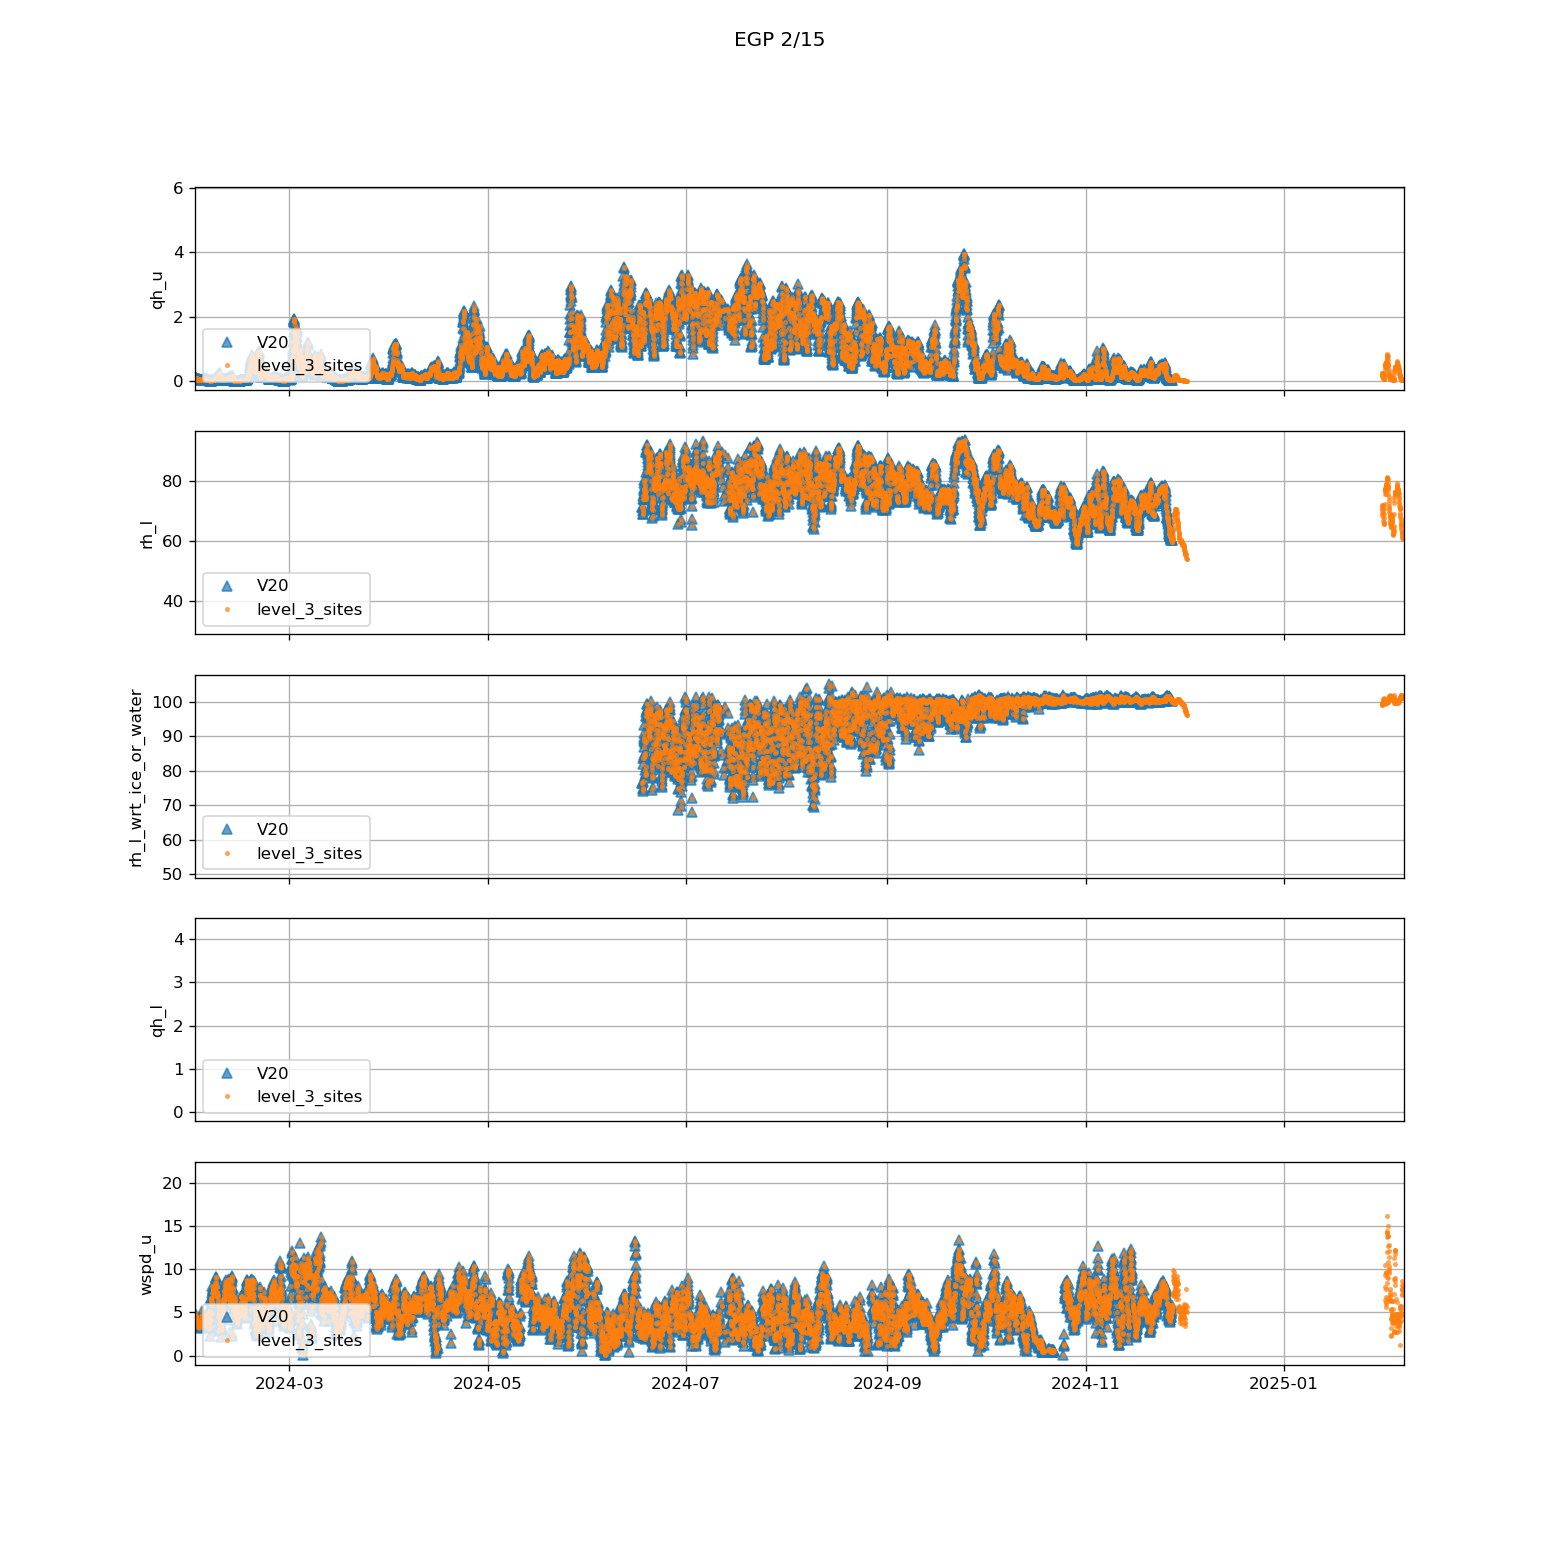 EGP 2/15
qh_u
6
4
2
0
V20
level_3_sites
rh_l
80
60
40
V20
level_3_sites
rh_l_wrt_ice_or_water
100
90
80
70
60
50
V20
level_3_sites
qh_l
4
3
2
1
0
V20
level_3_sites
wspd_u
20
15
10
5
0
V20
level_3_sites
2024-03 2024-05 2024-07 2024-09 2024-11 2025-01